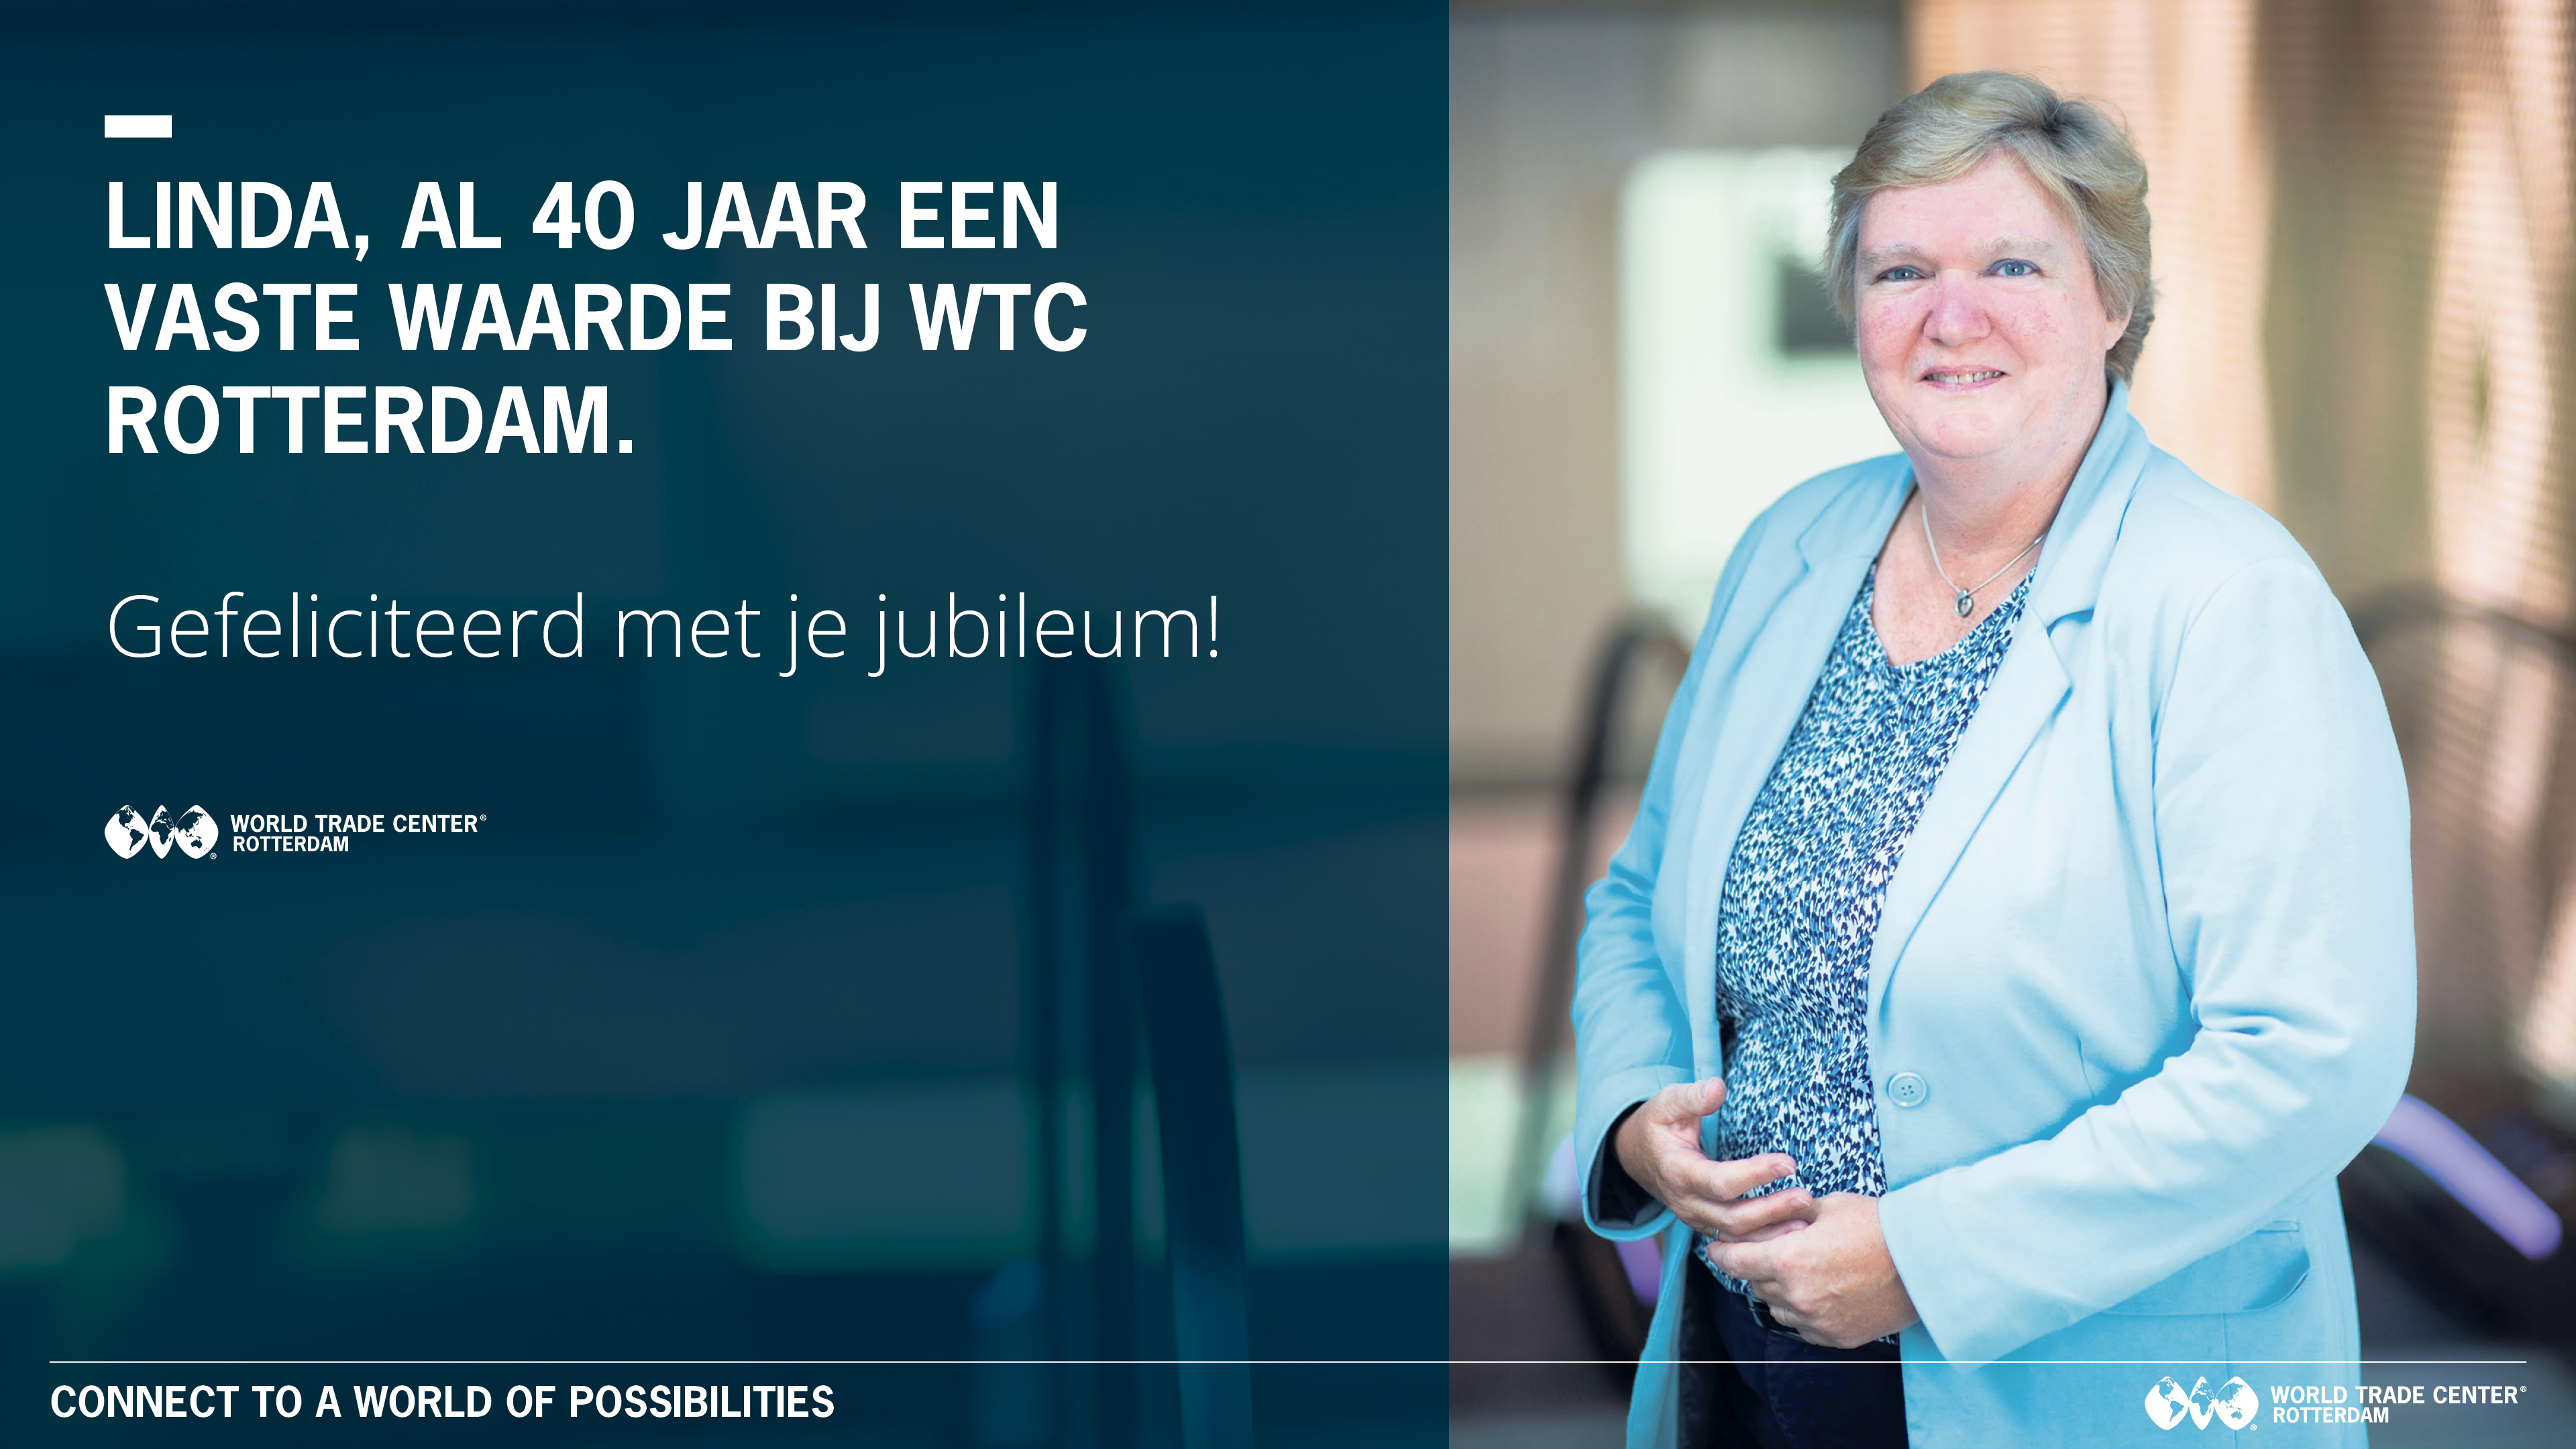 LINDA, AL 40 JAAR EEN
VASTE WAARDE BIJ WTC
ROTTERDAM.
Gefeliciteerd met je jubileum!
WORLD TRADE CENTER®
ROTTERDAM
CONNECT TO A WORLD OF POSSIBILITIES
WORLD TRADE CENTER®
ROTTERDAM